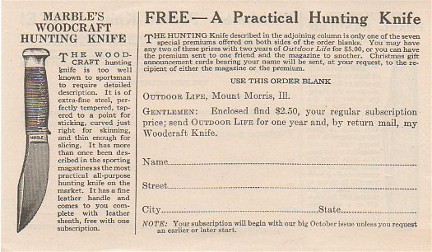 MARBLE'S
WOODCRAFT
HUNTING KNIFE
THE WOOD-
CRAFT hunting
knife is too well
known to sportsman
to require detailed
description. It is of
extra-fine steel, per-
fectly tempered, tap-
ered to a point for
sticking, curved just
right for skinning,
and thin enough for
slicing. It has more
than once been des-
cribed in the sporting
magazines as the most
practical all-purpose
hunting knife on the
market. It has a fine
leather handle and
comes to you com-
plete with leather
sheath, free with one
subscription.
MARBLE'S
FREE—A Practical Hunting Knife
THE HUNTING Knife described in the adjoining column is only one of the
seven special premiums offered on both sides of the order blanks. You may have
any two of these prizes with two years of Outdoor Life for $5.00, or you can have
the premium sent to one friend and the magazine to another. Christmas gift
announcement cards bearing your name will be sent, at your request, to the re-
cipient of either the magazine or the premium.
USE THIS ORDER BLANK
OUTDOOR LIFE, Mount Morris, Ill.
GENTLEMEN: Enclosed find $2.50, your regular subscription
price; send OUTDOOR LIFE for one year and, by return mail, my
Woodcraft Knife.
Name
Street
City State
NOTE: Your subscription will begin with our big October issue unless you request
an earlier or later start.